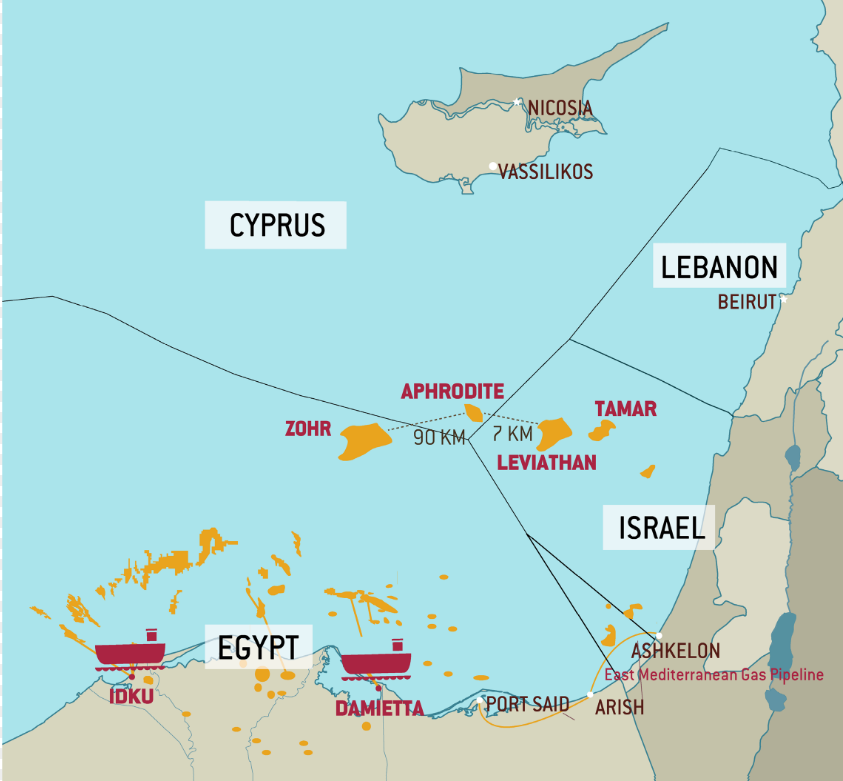 NICOSIA
VASSILIKOS
CYPRUS
LEBANON
BEIRUT
APHRODITE
ZOHR
TAMAR
90 KM
7 KM
LEVIATHAN
ISRAEL
EGYPT
ASHKELON
East Mediterranean Gas Pipeline
IDKU
DAMIETTA
PORT SAID
ARISH